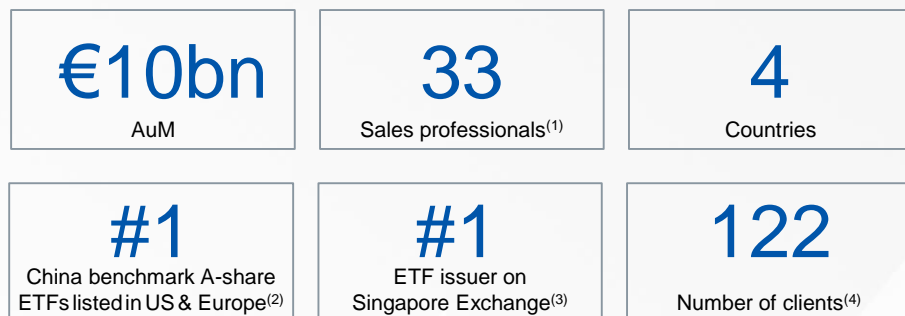 €10bn
AuM
33
Sales professionals(1)
4
Countries
#1
China benchmark A-share
ETFs listed in US & Europe(2)
#1
ETF issuer on
Singapore Exchange(3)
122
Number of clients(4)